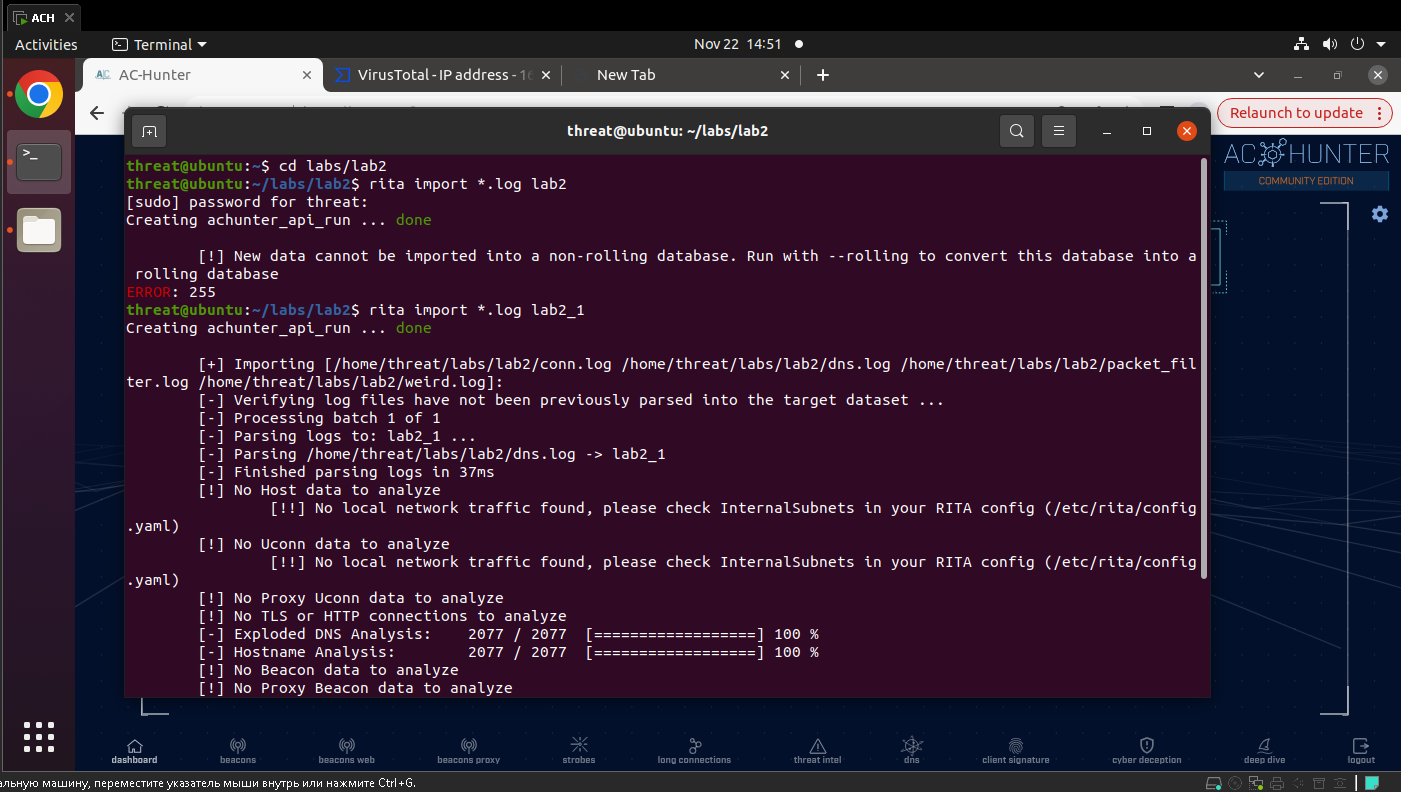 ACH
Activities
Terminal
Nov 22 14:51
AC-Hunter
VirusTotal - IP address - 16
New Tab
Relaunch to update
threat@ubuntu: ~/labs/lab2
threat@ubuntu:~$ cd labs/lab2
threat@ubuntu:~/labs/lab2$ rita import *.log lab2
[sudo] password for threat:
Creating achunter_api_run ... done
[!] New data cannot be imported into a non-rolling database. Run with --rolling to convert this database into a
rolling database
ERROR: 255
threat@ubuntu:~/labs/lab2$ rita import *.log lab2_1
Creating achunter_api_run ... done
[+] Importing [/home/threat/labs/lab2/conn.log /home/threat/labs/lab2/dns.log /home/threat/labs/lab2/packet_fil
ter.log /home/threat/labs/lab2/weird.log]:
[-] Verifying log files have not been previously parsed into the target dataset ...
[-] Processing batch 1 of 1
[-] Parsing logs to: lab2_1 ...
[-] Parsing /home/threat/labs/lab2/dns.log -> lab2_1
[-] Finished parsing logs in 37ms
[!] No Host data to analyze
[!!] No local network traffic found, please check InternalSubnets in your RITA config (/etc/rita/config
.yaml)
[!] No Uconn data to analyze
[!!] No local network traffic found, please check InternalSubnets in your RITA config (/etc/rita/config
.yaml)
[!] No Proxy Uconn data to analyze
[!] No TLS or HTTP connections to analyze
[-] Exploded DNS Analysis: 2077 / 2077 [==================] 100 %
[-] Hostname Analysis: 2077 / 2077 [==================] 100 %
[!] No Beacon data to analyze
[!] No Proxy Beacon data to analyze
AC HUNTER
COMMUNITY EDITION
dashboard
beacons
beacons web
beacons proxy
strobes
long connections
threat intel
dns
client signature
cyber deception
deep dive
logout
альную машину, переместите указатель мыши внутрь или нажмите Ctrl+G.